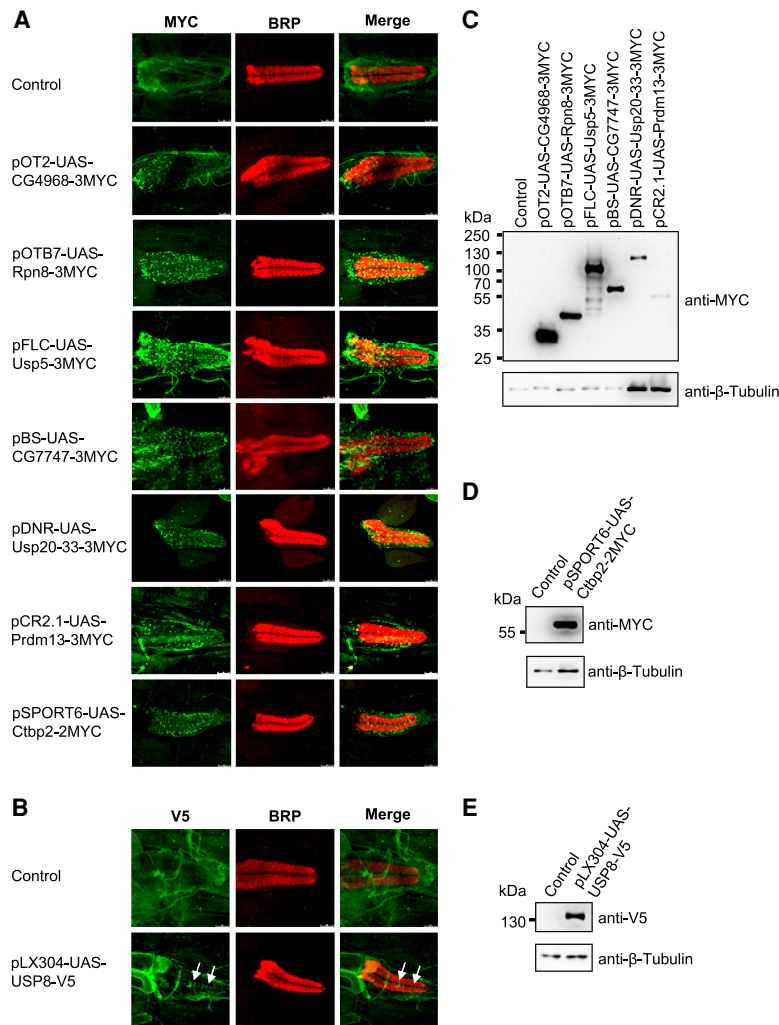 A
MYC BRP Merge
Control
pOT2-UAS-
CG4968-3MYC
pOTB7-UAS-
Rpn8-3MYC
pFLC-UAS-
Usp5-3MYC
pBS-UAS-
CG7747-3MYC
pDNR-UAS-
Usp20-33-3MYC
pCR2.1-UAS-
Prdm13-3MYC
pSPORT6-UAS-
Ctbp2-2MYC
B
V5 BRP Merge
Control
pLX304-UAS-
USP8-V5
C
Control
pOT2-UAS-CG4968-3MYC
pOTB7-UAS-Rpn8-3MYC
pFLC-UAS-Usp5-3MYC
pBS-UAS-CG7747-3MYC
pDNR-UAS-Usp20-33-3MYC
pCR2.1-UAS-Prdm13-3MYC
kDa
250
130
100
70
55
35
25
anti-MYC
anti-β-Tubulin
D
Control
pSPORT6-UAS-
Ctbp2-2MYC
kDa
55
anti-MYC
anti-β-Tubulin
E
Control
pLX304-UAS-
USP8-V5
kDa
130
anti-V5
anti-β-Tubulin